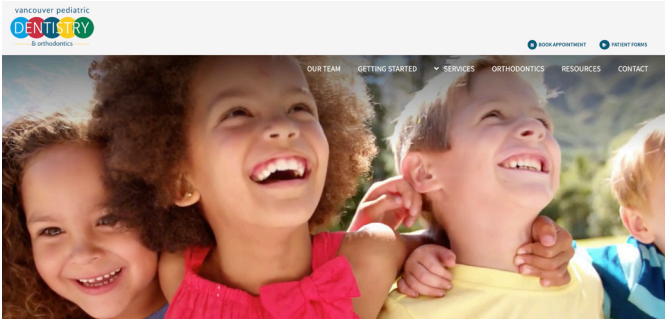 vancouver pediatric
DENTISTRY
& orthodontics
BOOK APPOINTMENT
PATIENT FORMS
OUR TEAM
GETTING STARTED
SERVICES
ORTHODONTICS
RESOURCES
CONTACT